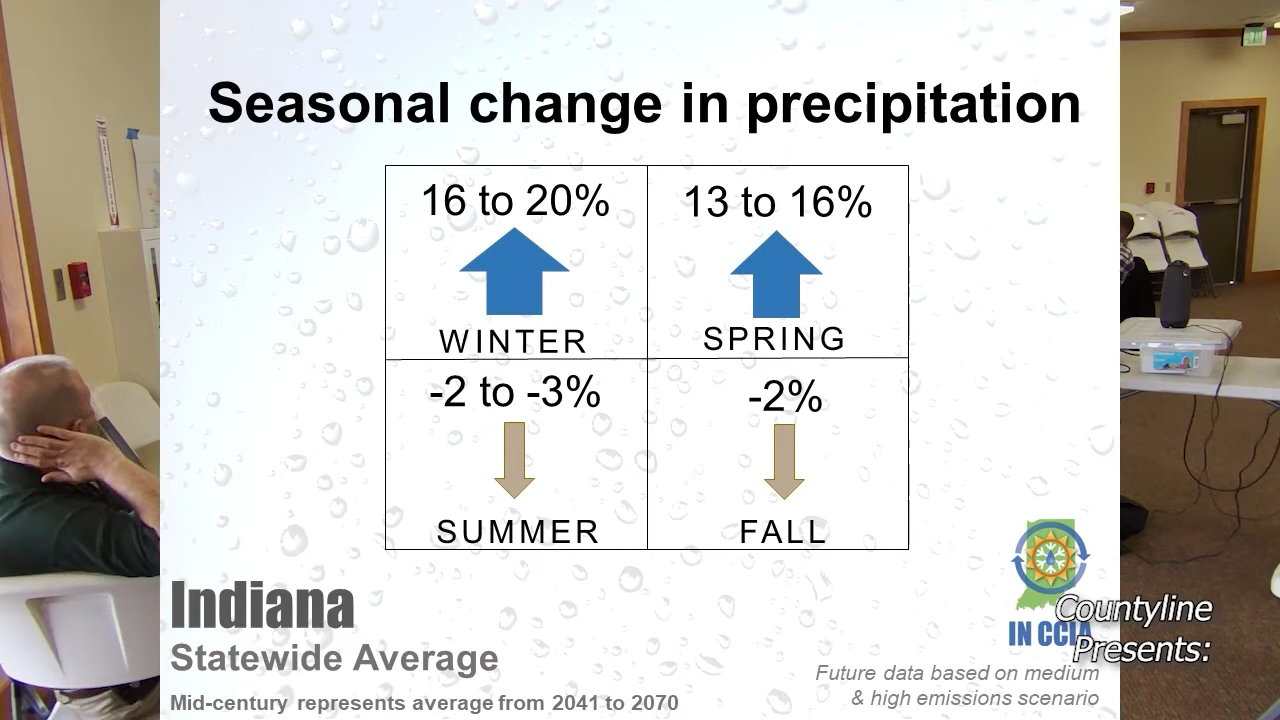 Seasonal change in precipitation
16 to 20%
WINTER
13 to 16%
SPRING
-2 to -3%
SUMMER
-2%
FALL
Indiana
Statewide Average
Mid-century represents average from 2041 to 2070
IN CCIA
Countyline
Presents:
Future data based on medium
& high emissions scenario